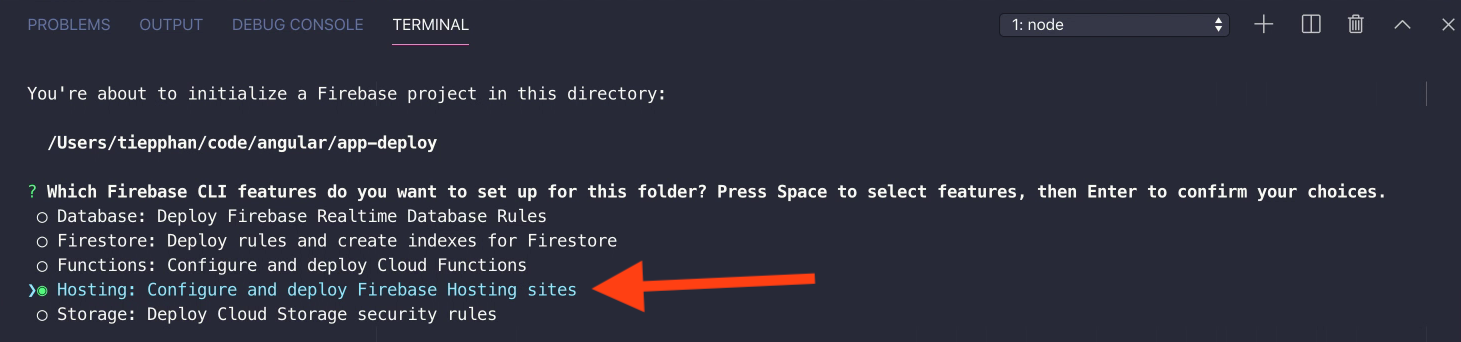 PROBLEMS OUTPUT DEBUG CONSOLE TERMINAL 1: node
You're about to initialize a Firebase project in this directory:
/Users/tiepphan/code/angular/app-deploy
? Which Firebase CLI features do you want to set up for this folder? Press Space to select features, then Enter to confirm your choices.
○ Database: Deploy Firebase Realtime Database Rules
○ Firestore: Deploy rules and create indexes for Firestore
○ Functions: Configure and deploy Cloud Functions
❯◉ Hosting: Configure and deploy Firebase Hosting sites
○ Storage: Deploy Cloud Storage security rules